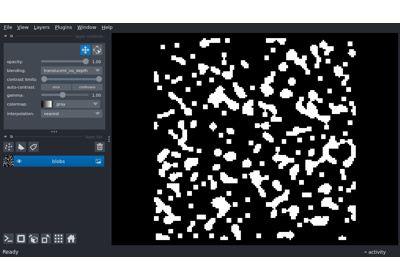 File View Layers Plugins Window Help
opacity: 1.00
blending: translucent_no_depth
contrast limits:
auto-contrast: once continuous
gamma: 1.00
colormap: gray
interpolation: nearest
blobs
Ready activity